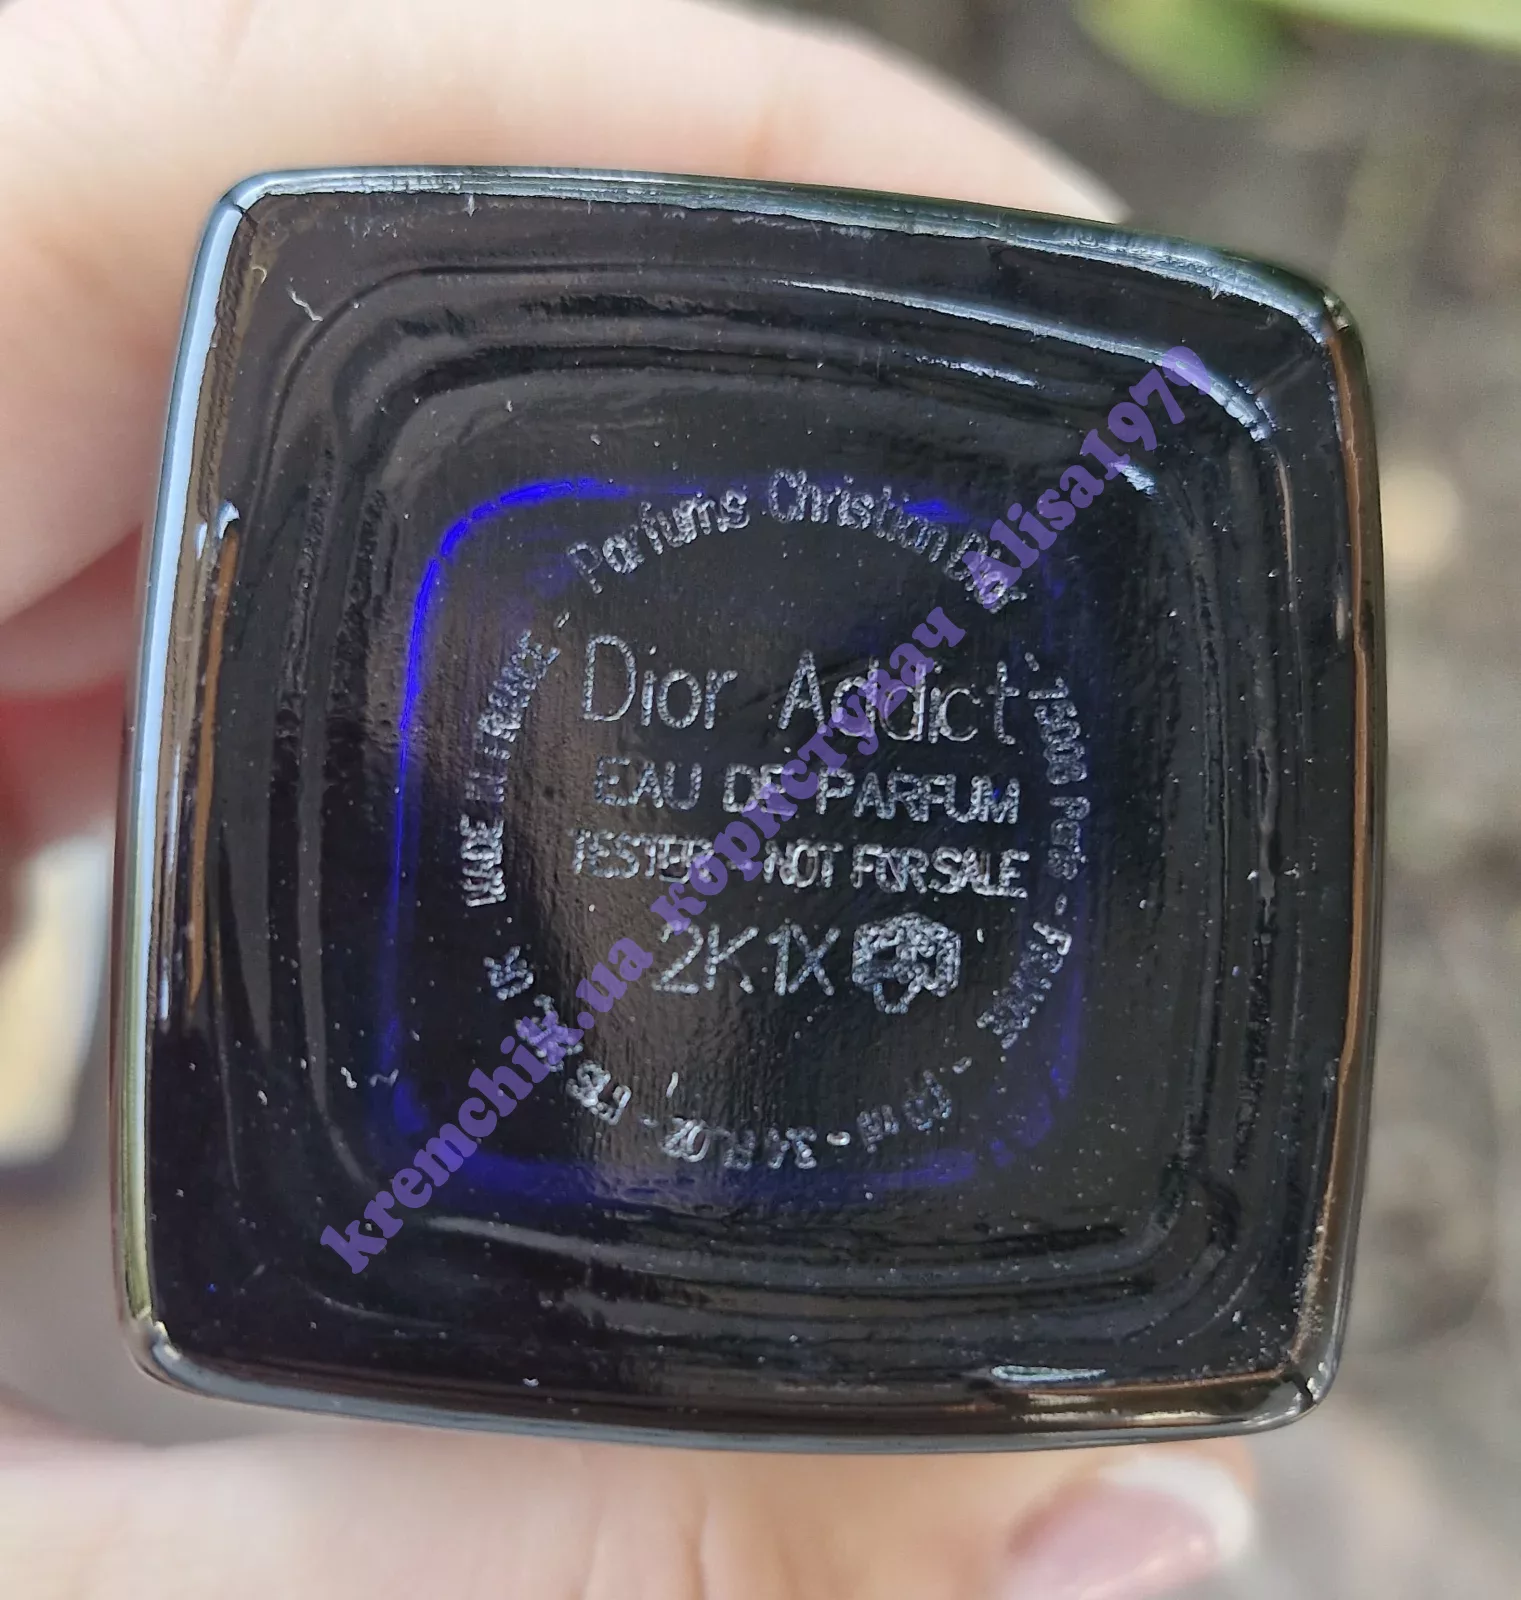 Parfums Christian Dior
- 75008 Paris - France
MADE IN FRANCE -
Dior Addict
EAU DE PARFUM
TESTER - NOT FOR SALE
2K1X
kremchik.ua користувач Alisa1979